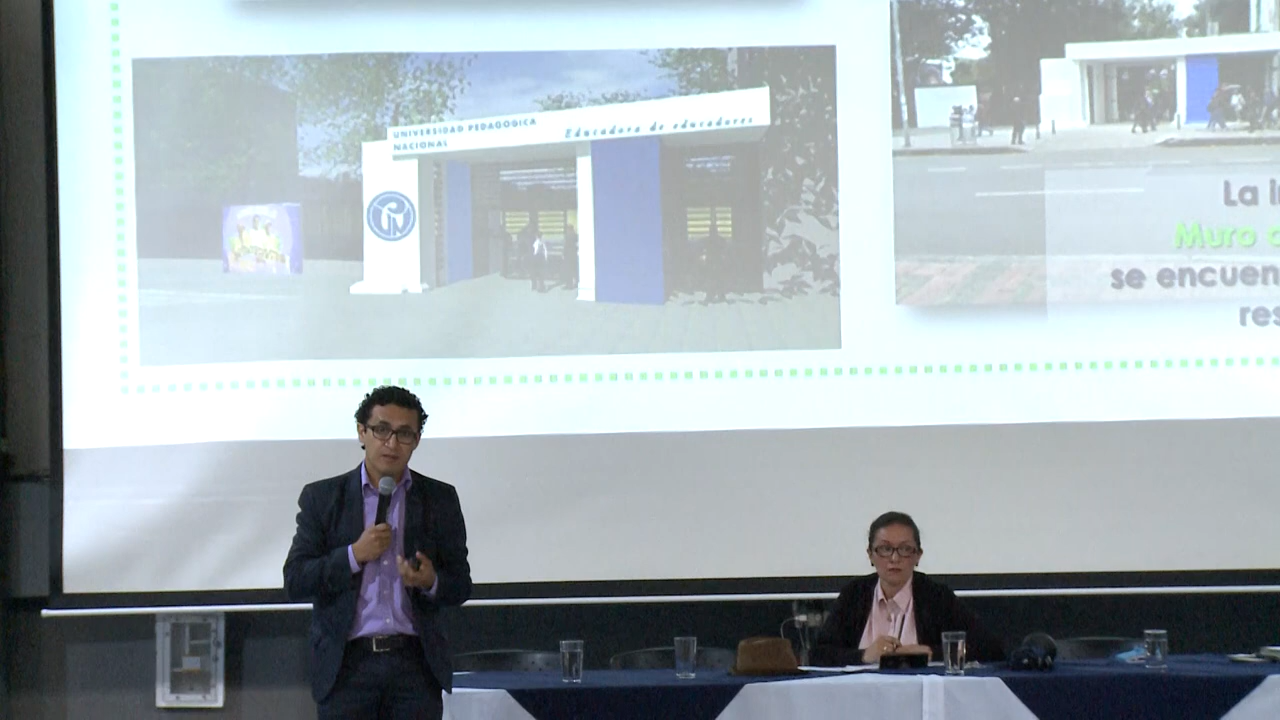 UNIVERSIDAD PEDAGÓGICA
NACIONAL
Educadora de educadores
La
Muro
se encuen
res